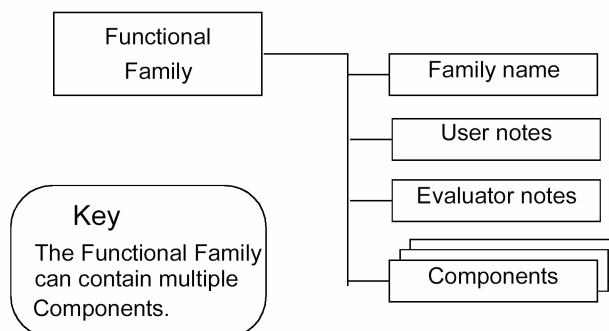 Functional
Family
Family name
User notes
Evaluator notes
Components
Key
The Functional Family
can contain multiple
Components.